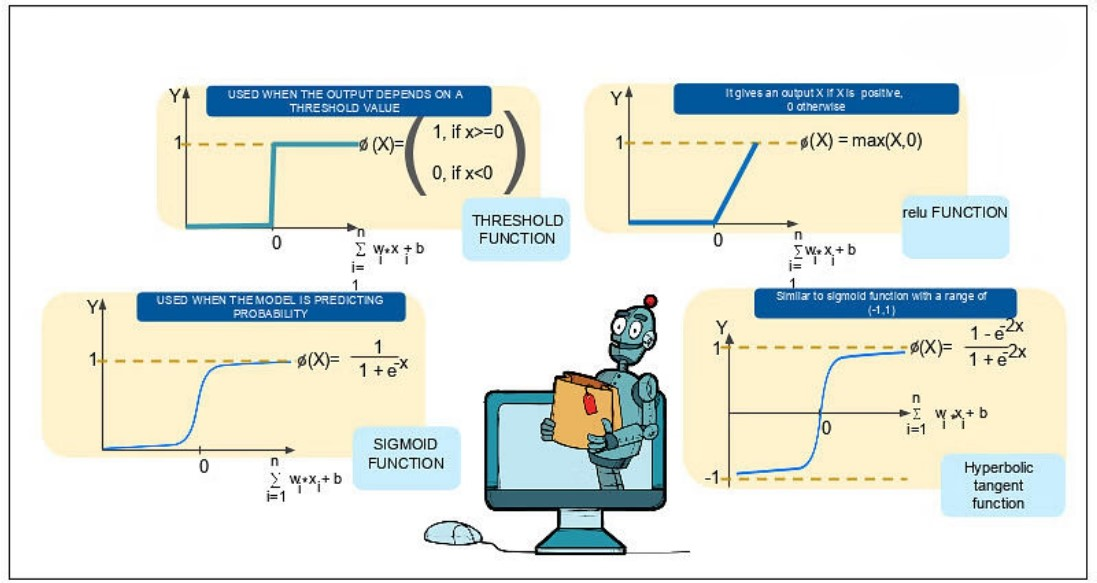 USED WHEN THE OUTPUT DEPENDS ON A
THRESHOLD VALUE
Y
1
ø (X)=
1, if x>=0
0, if x<0
0
n
Σ w * x + b
i i
i=
1
THRESHOLD
FUNCTION
It gives an output X if X is positive,
0 otherwise
Y
1
ø(X) = max(X,0)
0
n
Σ w * x + b
i i
i=
1
relu FUNCTION
USED WHEN THE MODEL IS PREDICTING
PROBABILITY
Y
1
ø(X)=
1
1 + e-x
0
n
Σ w * x + b
i i
i=1
SIGMOID
FUNCTION
Similar to sigmoid function with a range of
(-1,1)
Y
1
ø(X)=
1 - e-2x
1 + e-2x
0
n
Σ w * x + b
i i
i=1
-1
Hyperbolic
tangent
function